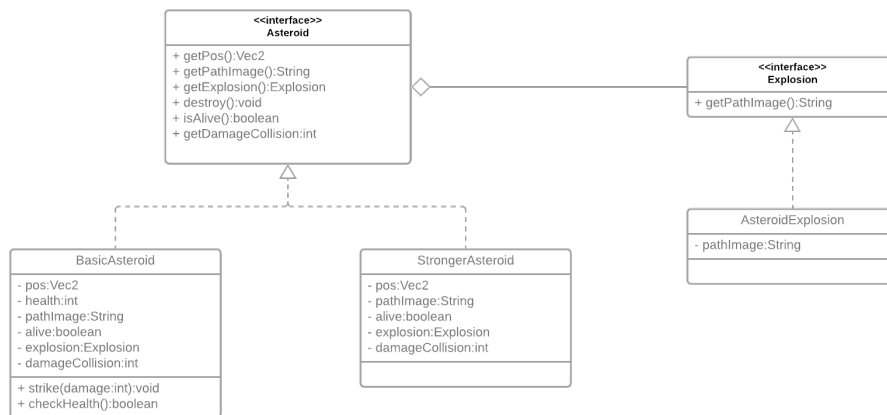 <<interface>>
Asteroid
+ getPos():Vec2
+ getPathImage():String
+ getExplosion():Explosion
+ destroy():void
+ isAlive():boolean
+ getDamageCollision:int
<<interface>>
Explosion
+ getPathImage():String
AsteroidExplosion
- pathImage:String
BasicAsteroid
- pos:Vec2
- health:int
- pathImage:String
- alive:boolean
- explosion:Explosion
- damageCollision:int
+ strike(damage:int):void
+ checkHealth():boolean
StrongerAsteroid
- pos:Vec2
- pathImage:String
- alive:boolean
- explosion:Explosion
- damageCollision:int